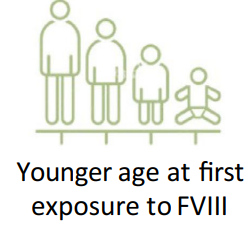 Younger age at first
exposure to FVIII